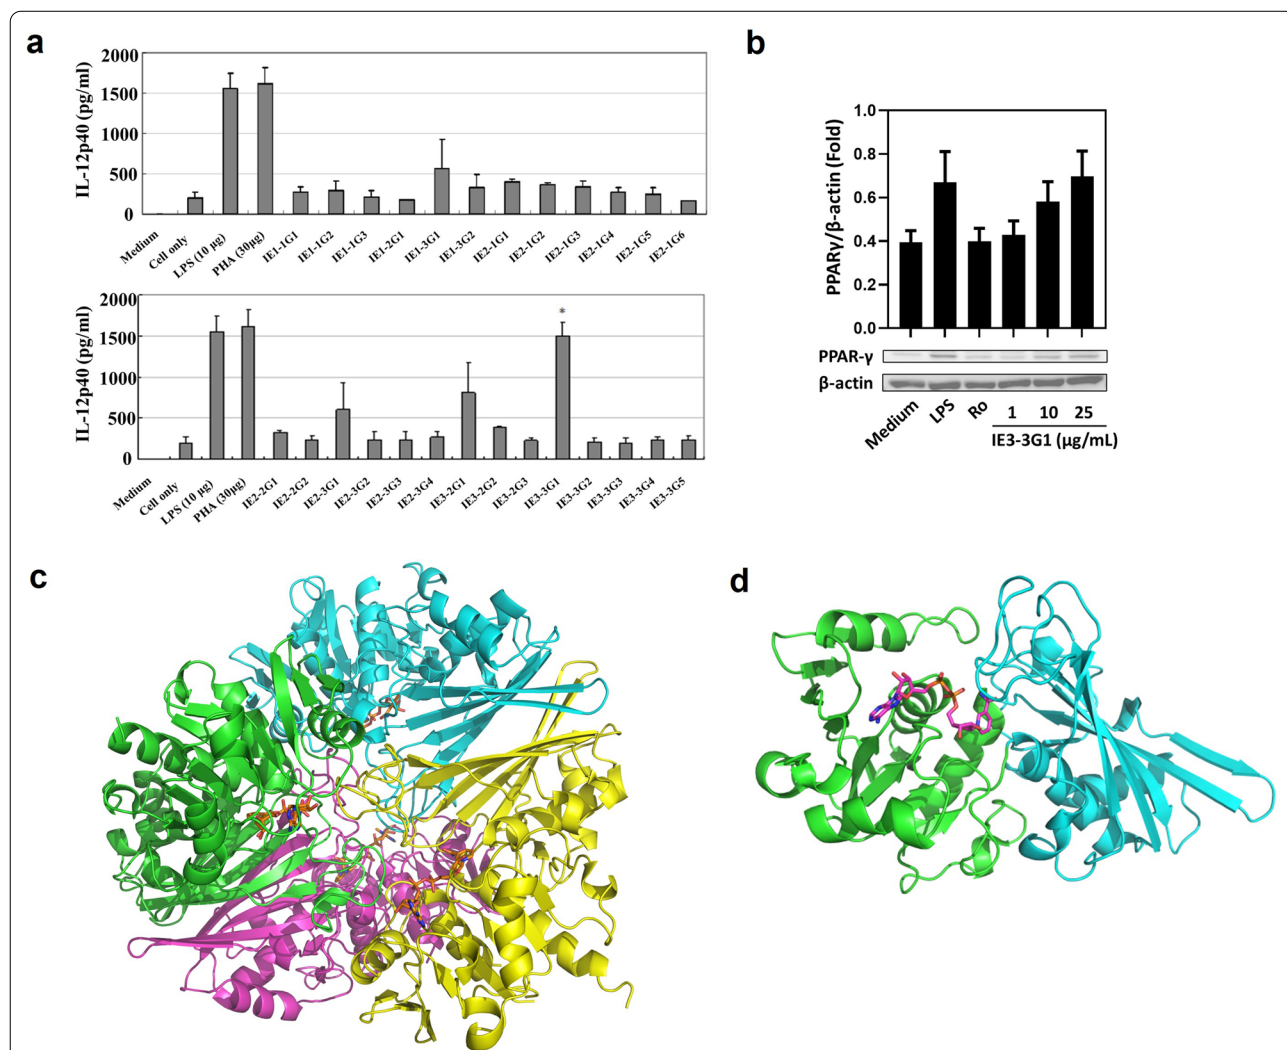 a
IL-12p40 (pg/ml)
2000
1500
1000
500
0
Medium
Cell only
LPS (10 µg)
PHA (30µg)
IE1-1G1
IE1-1G2
IE1-1G3
IE1-2G1
IE1-3G1
IE1-3G2
IE2-1G1
IE2-1G2
IE2-1G3
IE2-1G4
IE2-1G5
IE2-1G6
IL-12p40 (pg/ml)
2000
1500
1000
500
0
*
Medium
Cell only
LPS (10 µg)
PHA (30µg)
IE2-2G1
IE2-2G2
IE2-3G1
IE2-3G2
IE2-3G3
IE2-3G4
IE3-2G1
IE3-2G2
IE3-2G3
IE3-3G1
IE3-3G2
IE3-3G3
IE3-3G4
IE3-3G5
b
PPARγ/β-actin (Fold)
1.0
0.8
0.6
0.4
0.2
0.0
PPAR-γ
β-actin
Medium
LPS
Ro
1 10 25
IE3-3G1 (µg/mL)
c
d